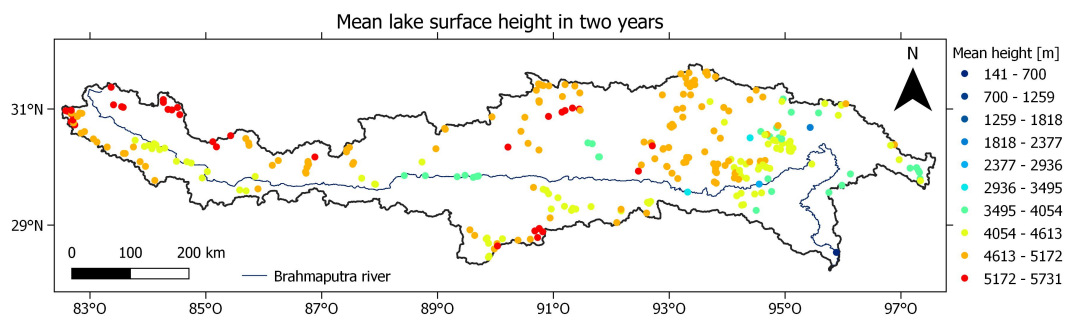 Mean lake surface height in two years
N
31°N
29°N
0 100 200 km
Brahmaputra river
83°O 85°O 87°O 89°O 91°O 93°O 95°O 97°O
Mean height [m]
141 - 700
700 - 1259
1259 - 1818
1818 - 2377
2377 - 2936
2936 - 3495
3495 - 4054
4054 - 4613
4613 - 5172
5172 - 5731